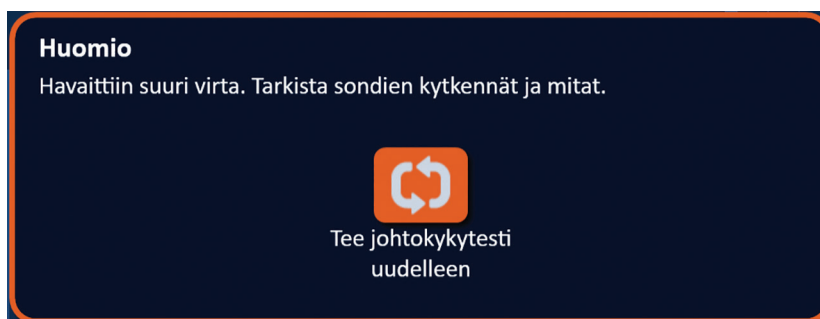 Huomio
Havaittiin suuri virta. Tarkista sondien kytkennät ja mitat.
Tee johtokykytesti
uudelleen